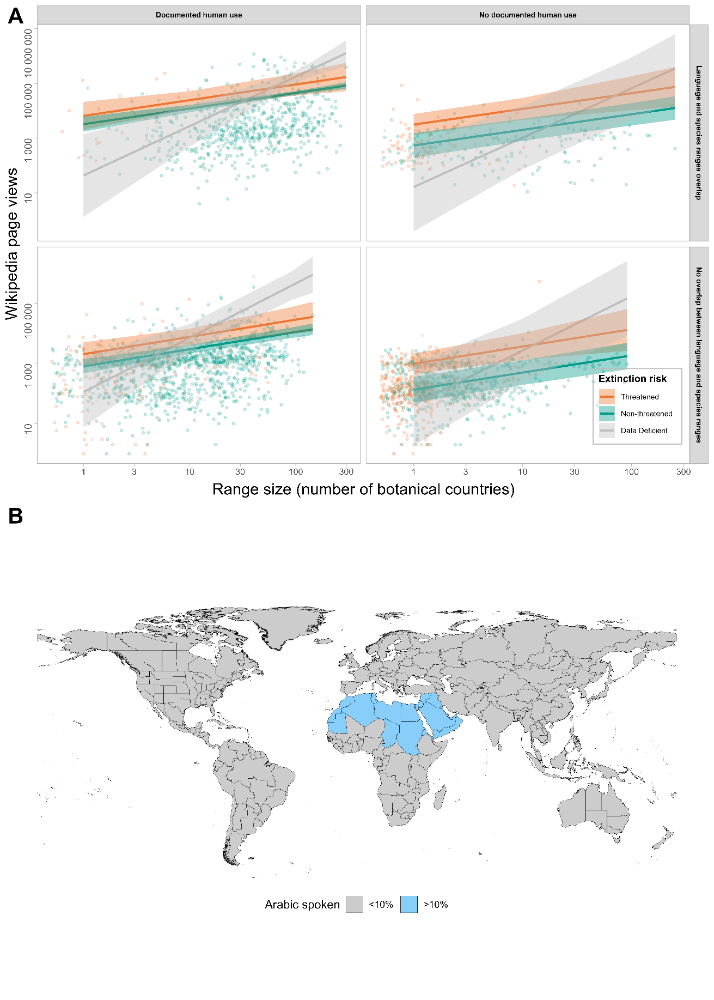 A
Documented human use
No documented human use
Wikipedia page views
10 000 000
100 000
1 000
10
Language and species ranges overlap
100 000
1 000
10
No overlap between language and species ranges
Extinction risk
Threatened
Non-threatened
Data Deficient
1 3 10 30 100 300
1 3 10 30 100 300
Range size (number of botanical countries)
B
Arabic spoken <10% >10%